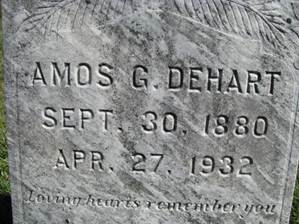 AMOS G. DEHART
SEPT. 30, 1880
APR. 27, 1932
Loving hearts remember you